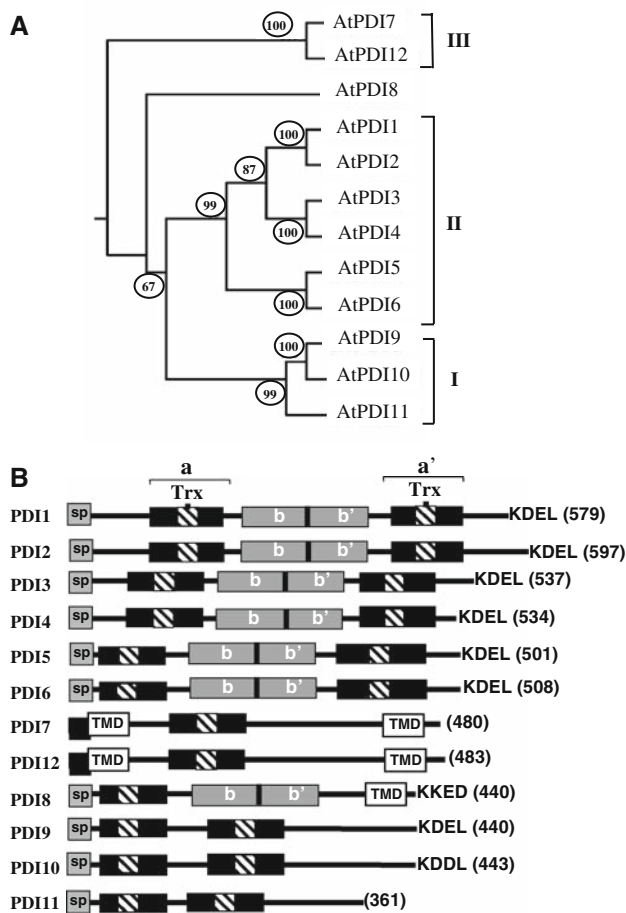 A
100
AtPDI7
AtPDI12
III
AtPDI8
100
AtPDI1
AtPDI2
87
99
AtPDI3
AtPDI4
100
II
AtPDI5
AtPDI6
100
67
100
AtPDI9
AtPDI10
AtPDI11
99
I
B
a
a'
Trx
Trx
PDI1 sp b b' KDEL (579)
PDI2 sp b b' KDEL (597)
PDI3 sp b b' KDEL (537)
PDI4 sp b b' KDEL (534)
PDI5 sp b b' KDEL (501)
PDI6 sp b b' KDEL (508)
PDI7 TMD TMD (480)
PDI12 TMD TMD (483)
PDI8 sp b b' TMD KKED (440)
PDI9 sp KDEL (440)
PDI10 sp KDDL (443)
PDI11 sp (361)